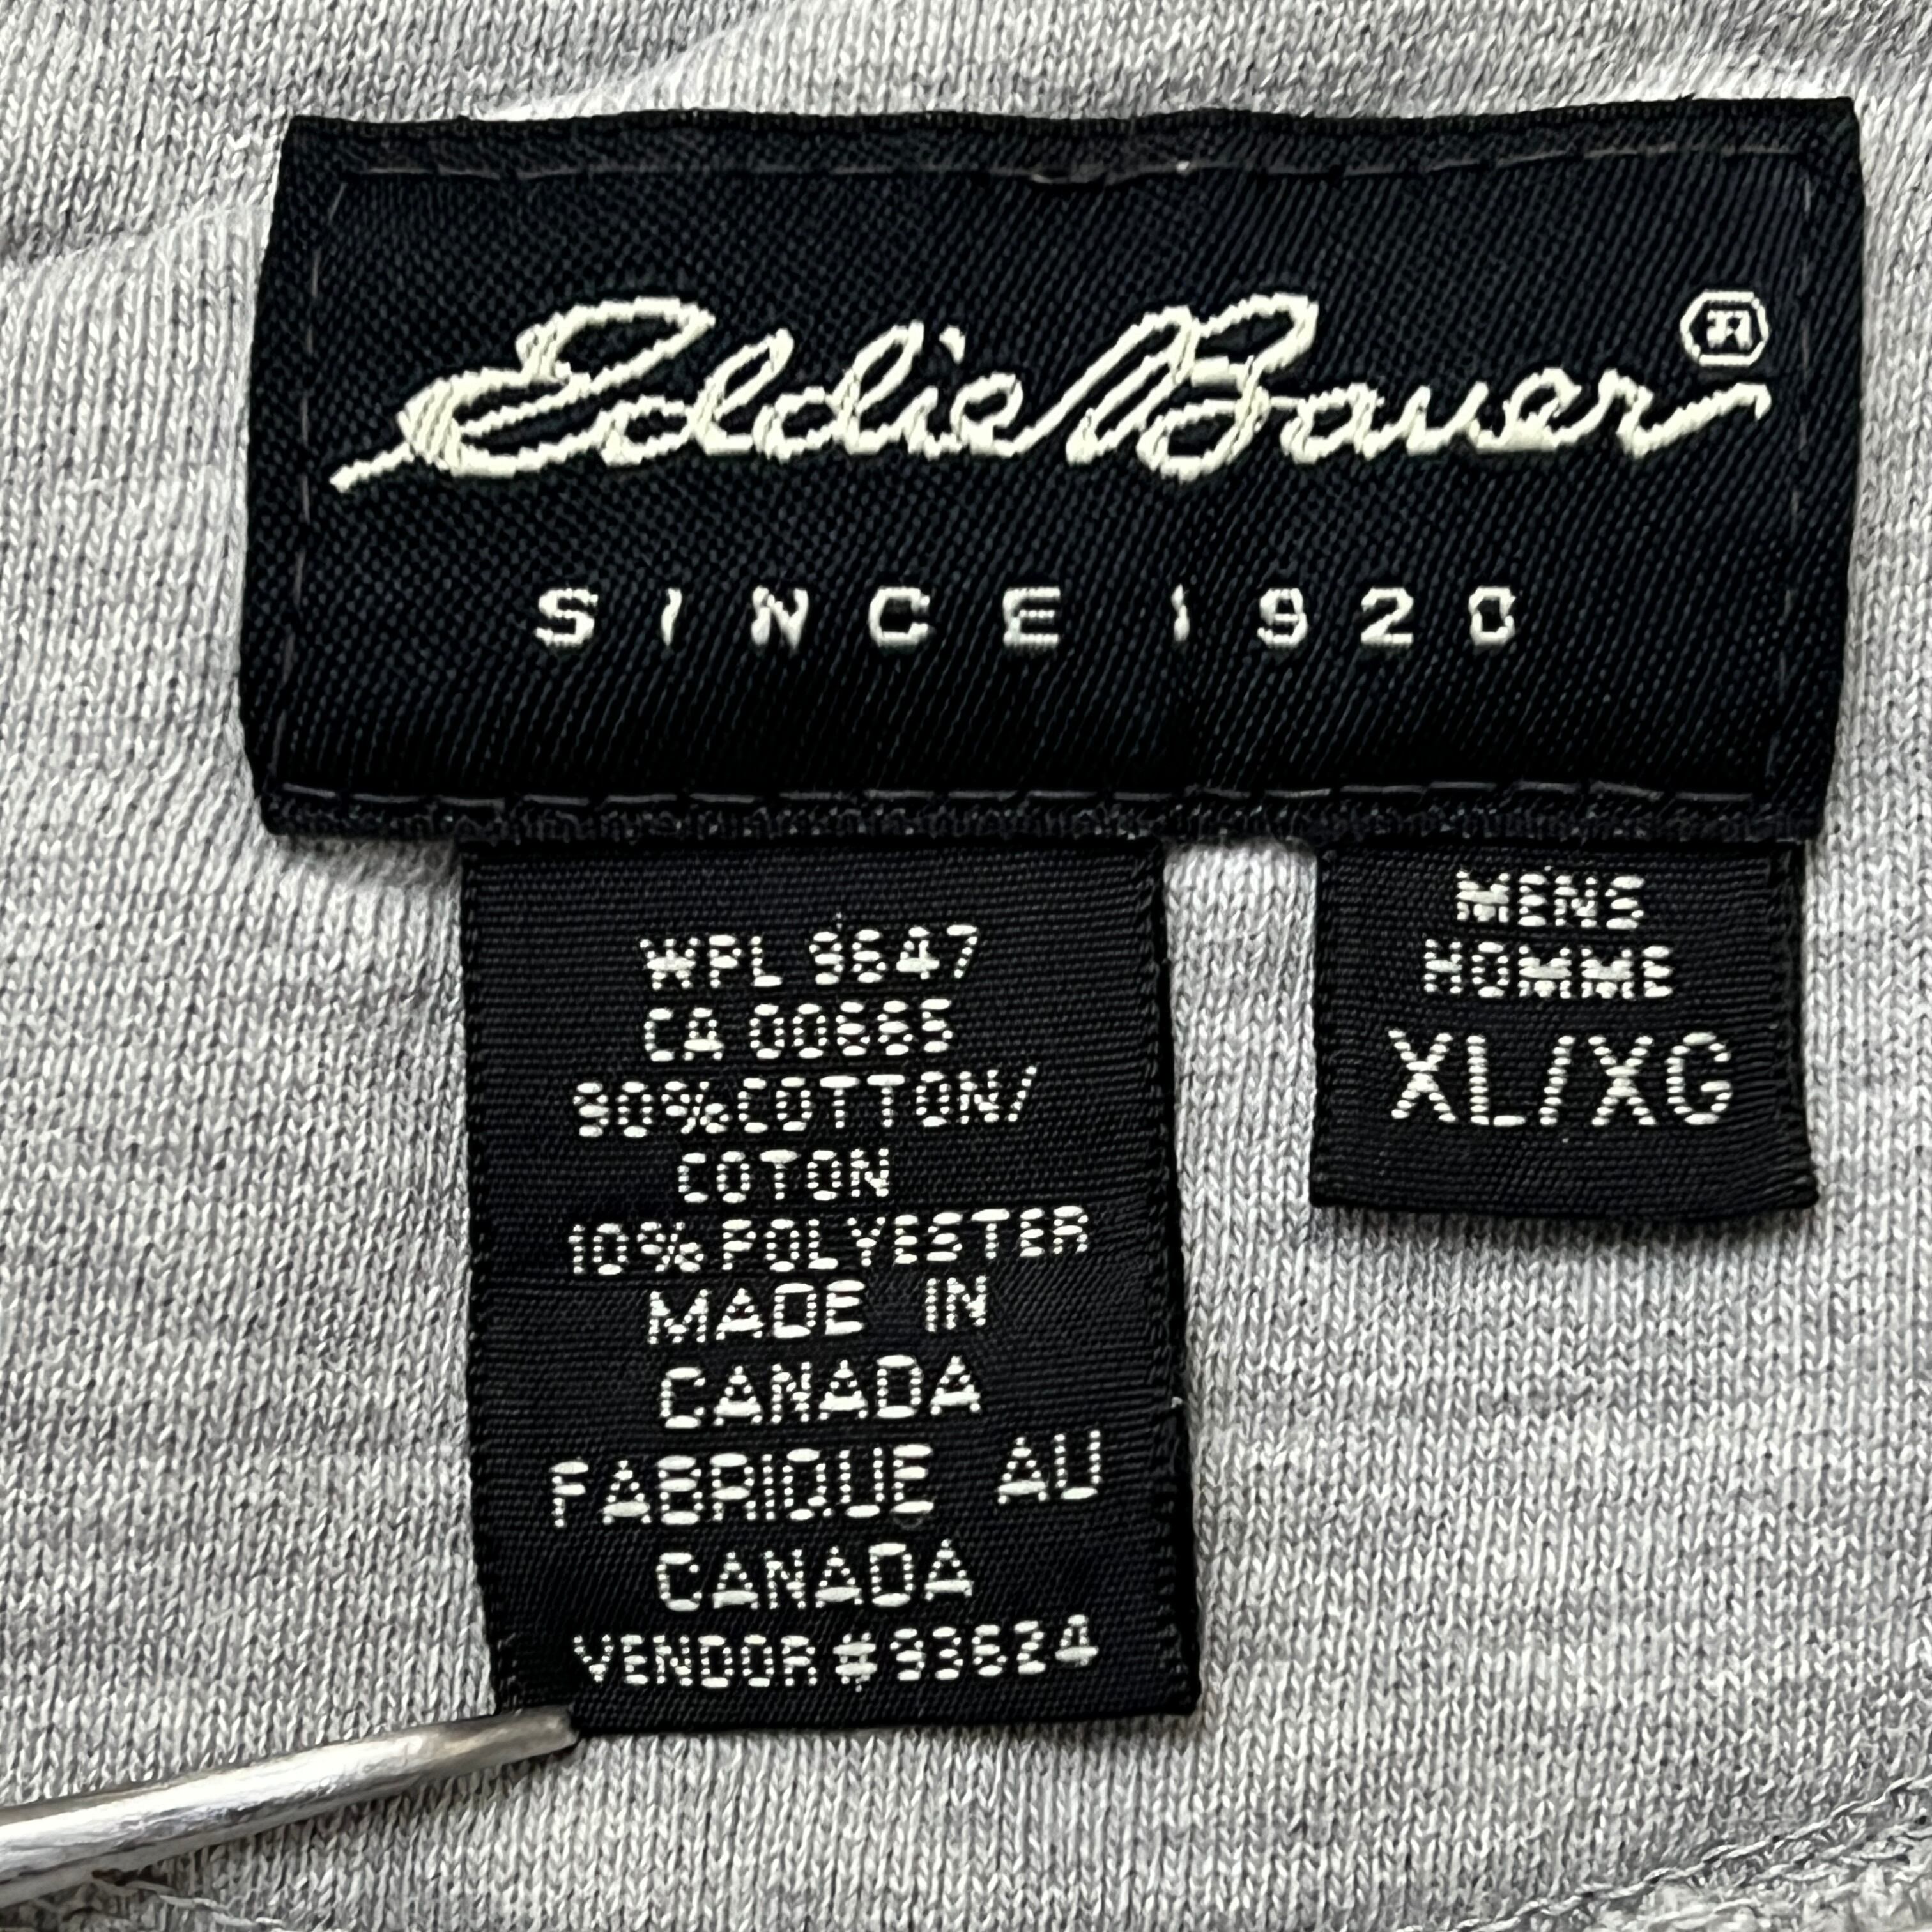 Eddie Bauer®
SINCE 1920
WPL 9647
CA 00665
90% COTTON/
COTON
10% POLYESTER
MADE IN
CANADA
FABRIQUE AU
CANADA
VENDOR #93624
MENS
HOMME
XL/XG